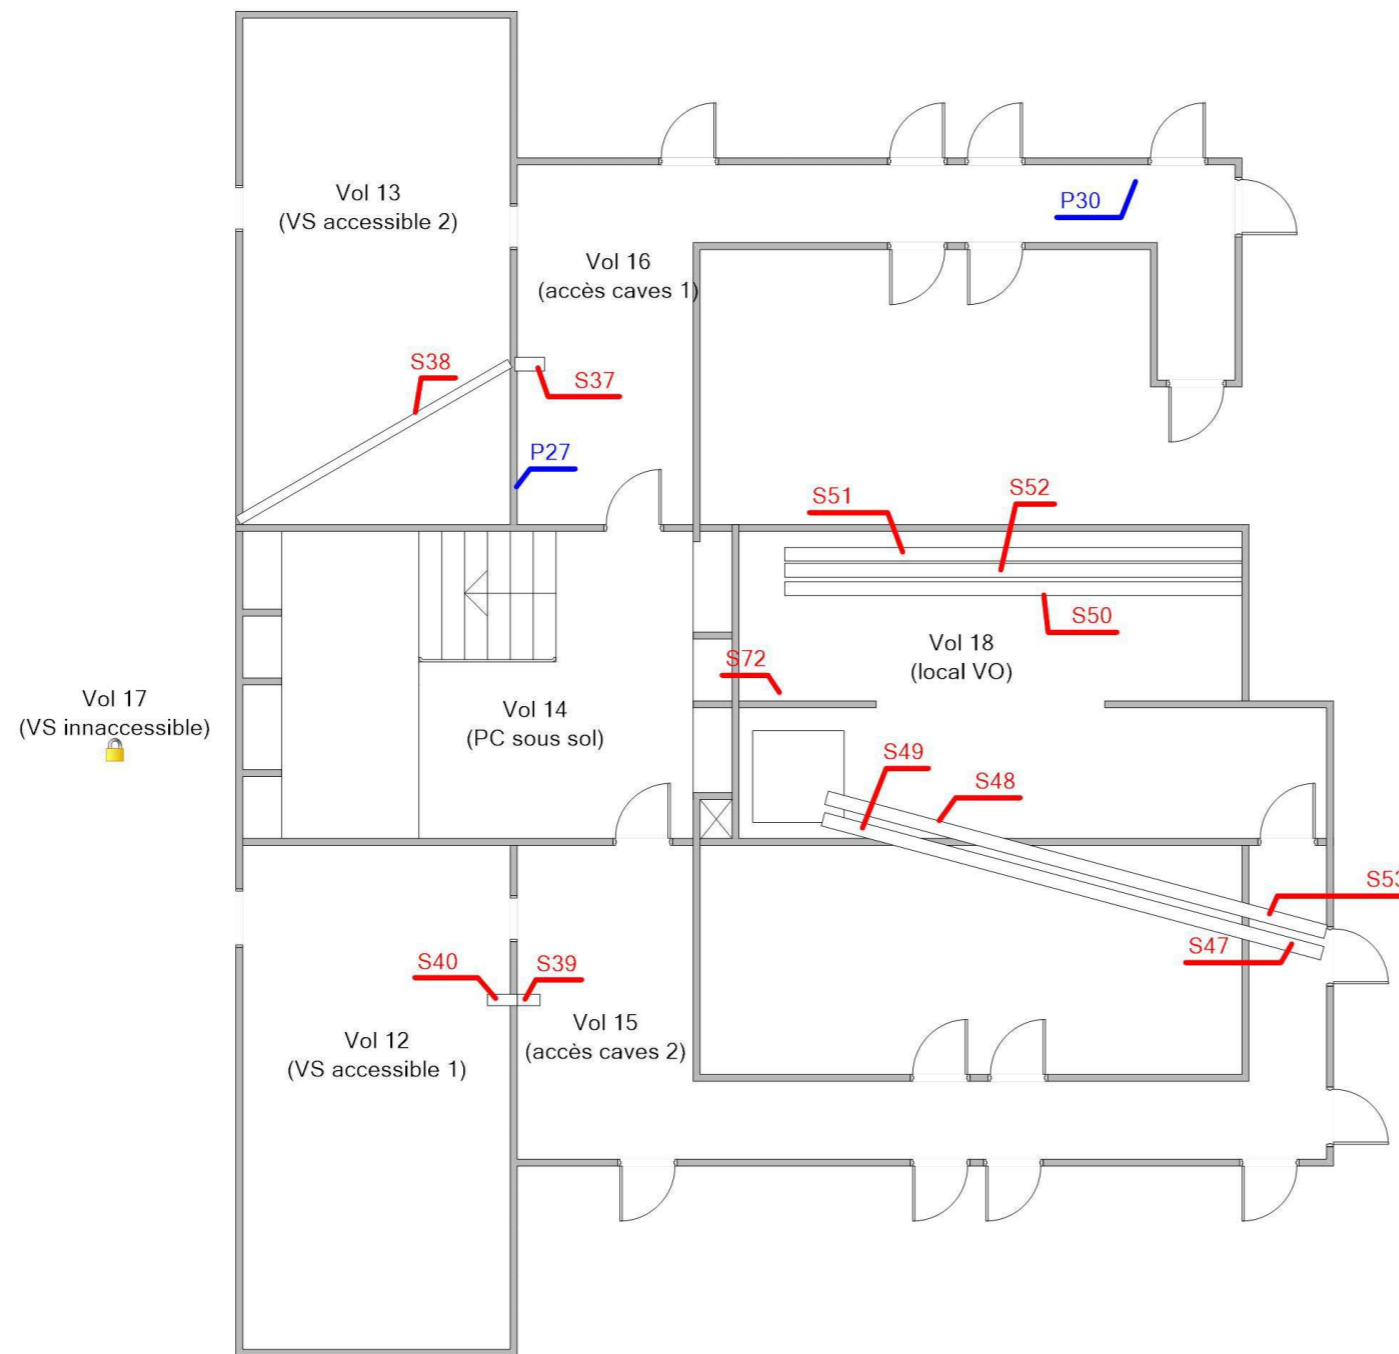 Vol 13
(VS accessible 2)
P30
Vol 16
(accès caves 1)
S38
S37
P27
S52
S51
S50
Vol 18
(local VO)
S72
Vol 17
(VS innaccessible)
Vol 14
(PC sous sol)
S49
S48
S53
S47
S40
S39
Vol 15
(accès caves 2)
Vol 12
(VS accessible 1)